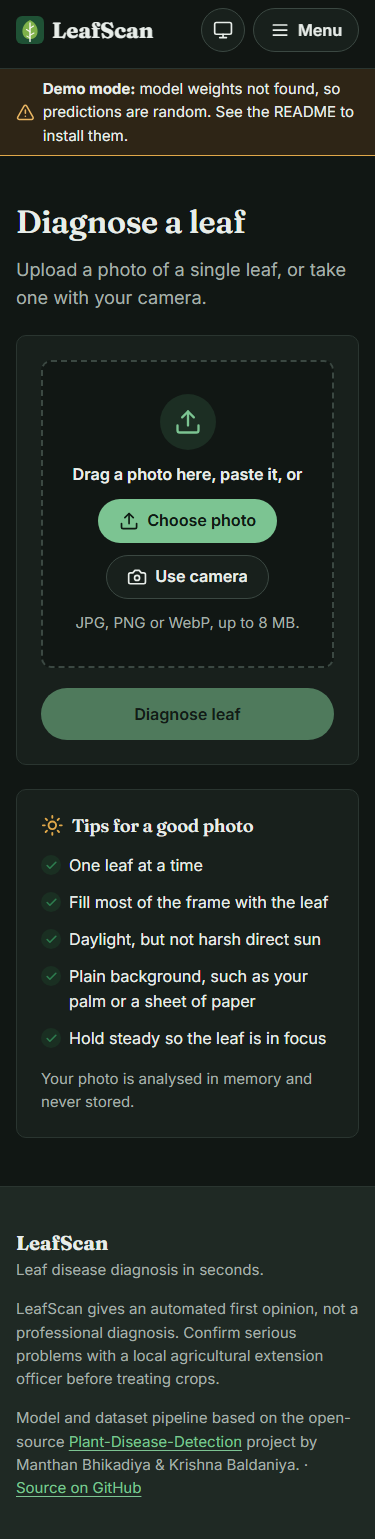 LeafScan
Menu
Demo mode: model weights not found, so
predictions are random. See the README to
install them.
Diagnose a leaf
Upload a photo of a single leaf, or take
one with your camera.
Drag a photo here, paste it, or
Choose photo
Use camera
JPG, PNG or WebP, up to 8 MB.
Diagnose leaf
Tips for a good photo
One leaf at a time
Fill most of the frame with the leaf
Daylight, but not harsh direct sun
Plain background, such as your
palm or a sheet of paper
Hold steady so the leaf is in focus
Your photo is analysed in memory and
never stored.
LeafScan
Leaf disease diagnosis in seconds.
LeafScan gives an automated first opinion, not a
professional diagnosis. Confirm serious
problems with a local agricultural extension
officer before treating crops.
Model and dataset pipeline based on the open-
source Plant-Disease-Detection project by
Manthan Bhikadiya & Krishna Baldaniya. ·
Source on GitHub